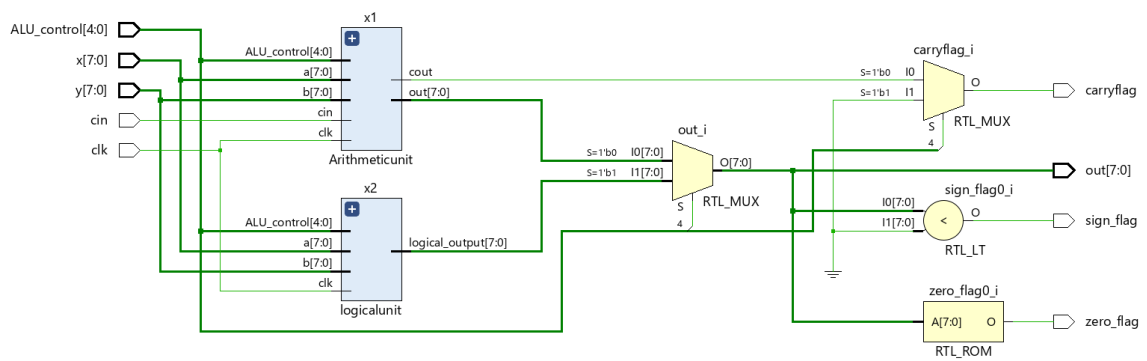 ALU_control[4:0]
x[7:0]
y[7:0]
cin
clk
x1
ALU_control[4:0]
a[7:0]
b[7:0]
cin
clk
cout
out[7:0]
Arithmeticunit
x2
ALU_control[4:0]
a[7:0]
b[7:0]
clk
logical_output[7:0]
logicalunit
out_i
S=1'b0 I0[7:0]
S=1'b1 I1[7:0]
S
4
O[7:0]
RTL_MUX
carryflag_i
S=1'b0 I0
S=1'b1 I1
S
4
O
RTL_MUX
carryflag
out[7:0]
sign_flag0_i
I0[7:0]
I1[7:0]
<
O
RTL_LT
sign_flag
zero_flag0_i
A[7:0] O
RTL_ROM
zero_flag